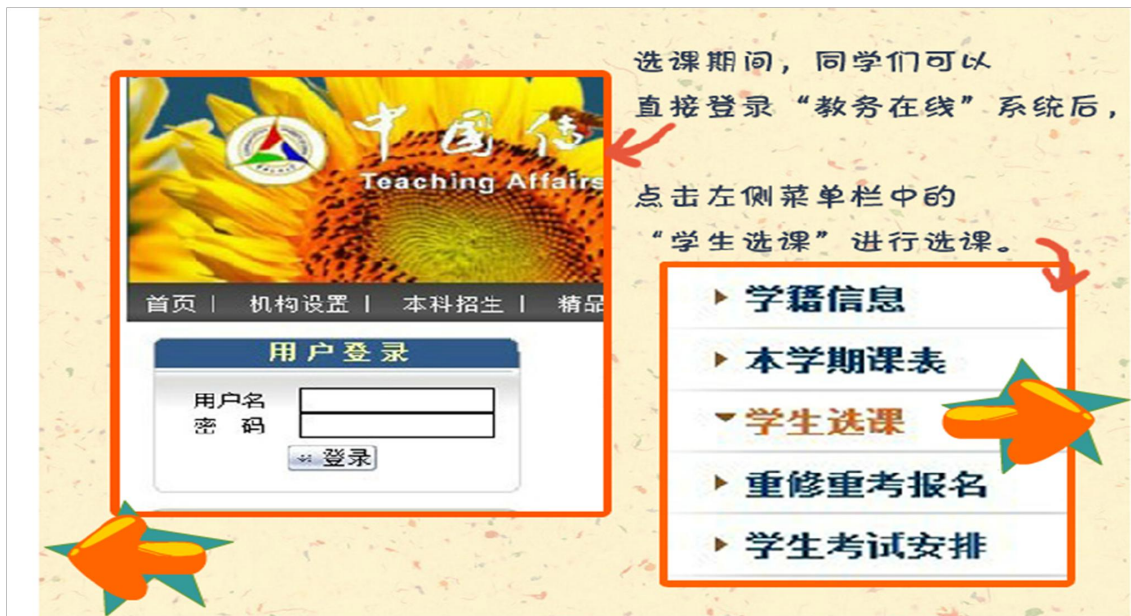 选课期间，同学们可以
直接登录“教务在线”系统后，
点击左侧菜单栏中的
“学生选课”进行选课。
中国传
Teaching Affairs
首页 | 机构设置 | 本科招生 | 精品
用户登录
用户名
密 码
登录
学籍信息
本学期课表
学生选课
重修重考报名
学生考试安排